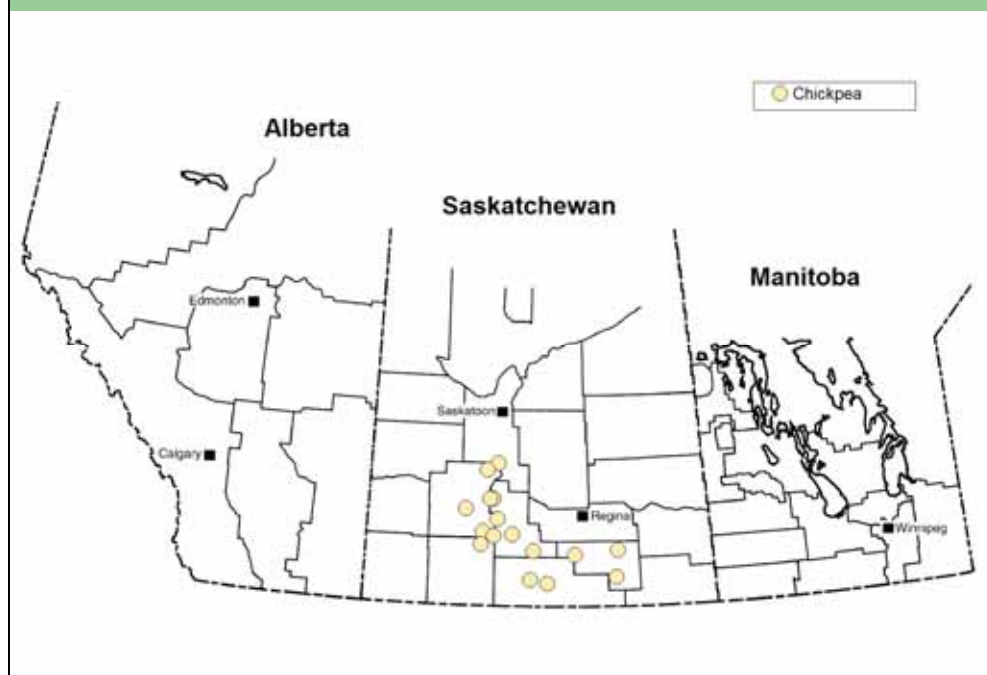 Chickpea
Alberta
Saskatchewan
Manitoba
Edmonton
Saskatoon
Calgary
Regina
Winnipeg